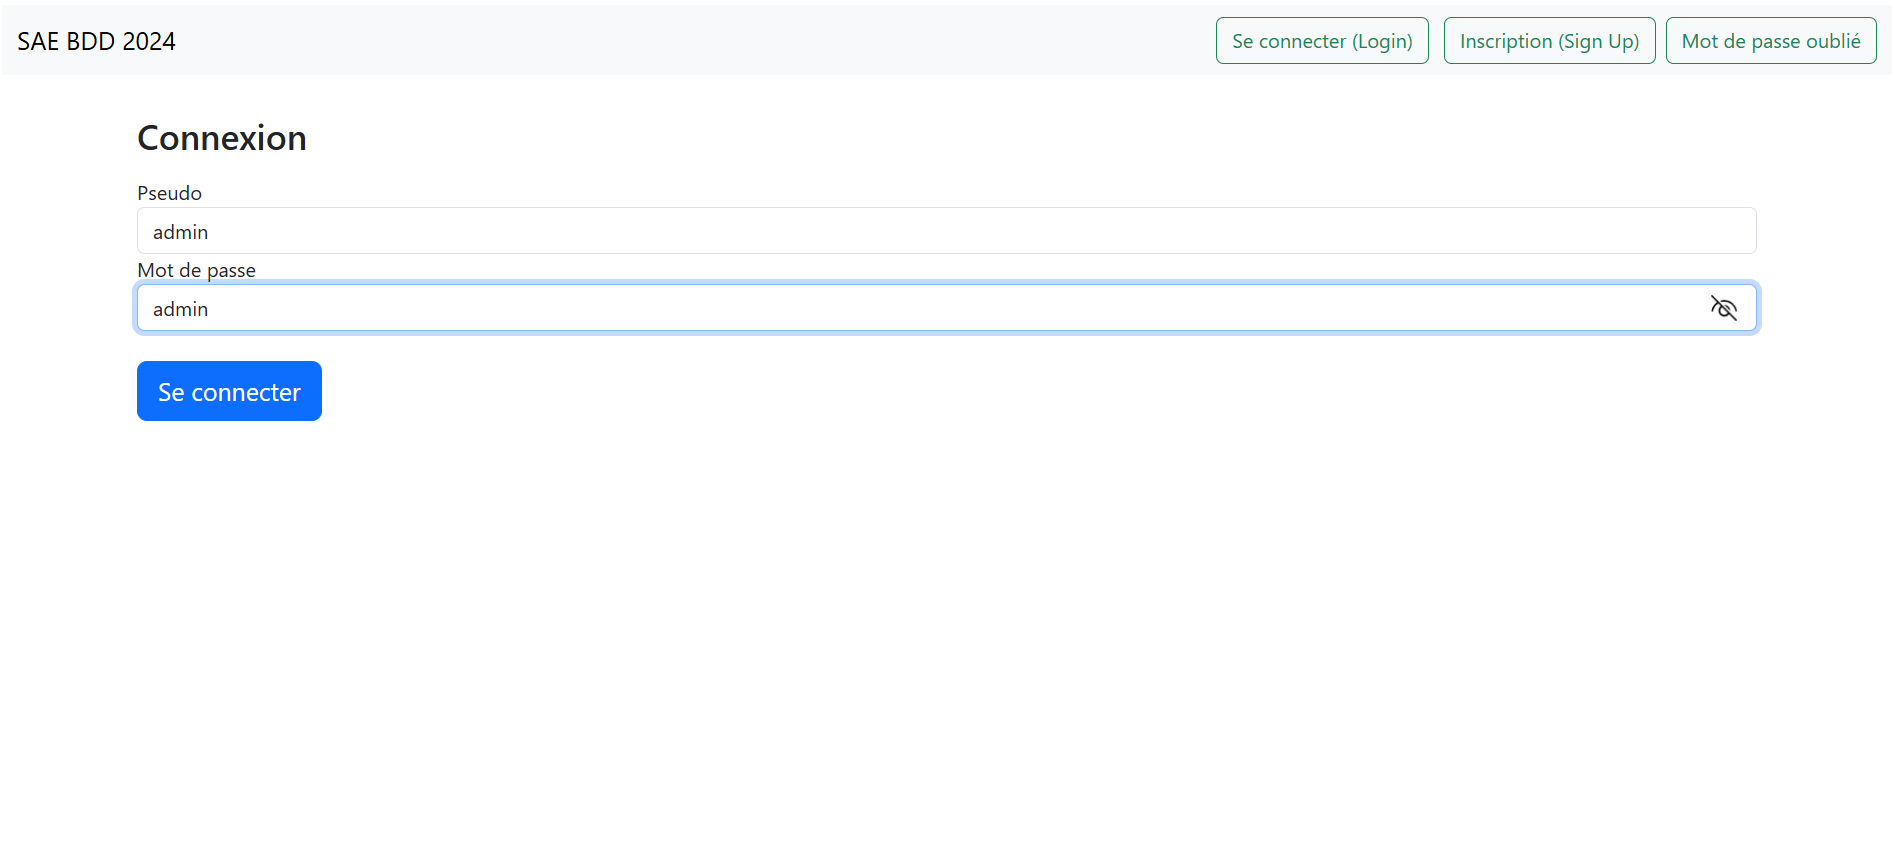 SAE BDD 2024
Se connecter (Login)
Inscription (Sign Up)
Mot de passe oublié
Connexion
Pseudo
admin
Mot de passe
admin
Se connecter